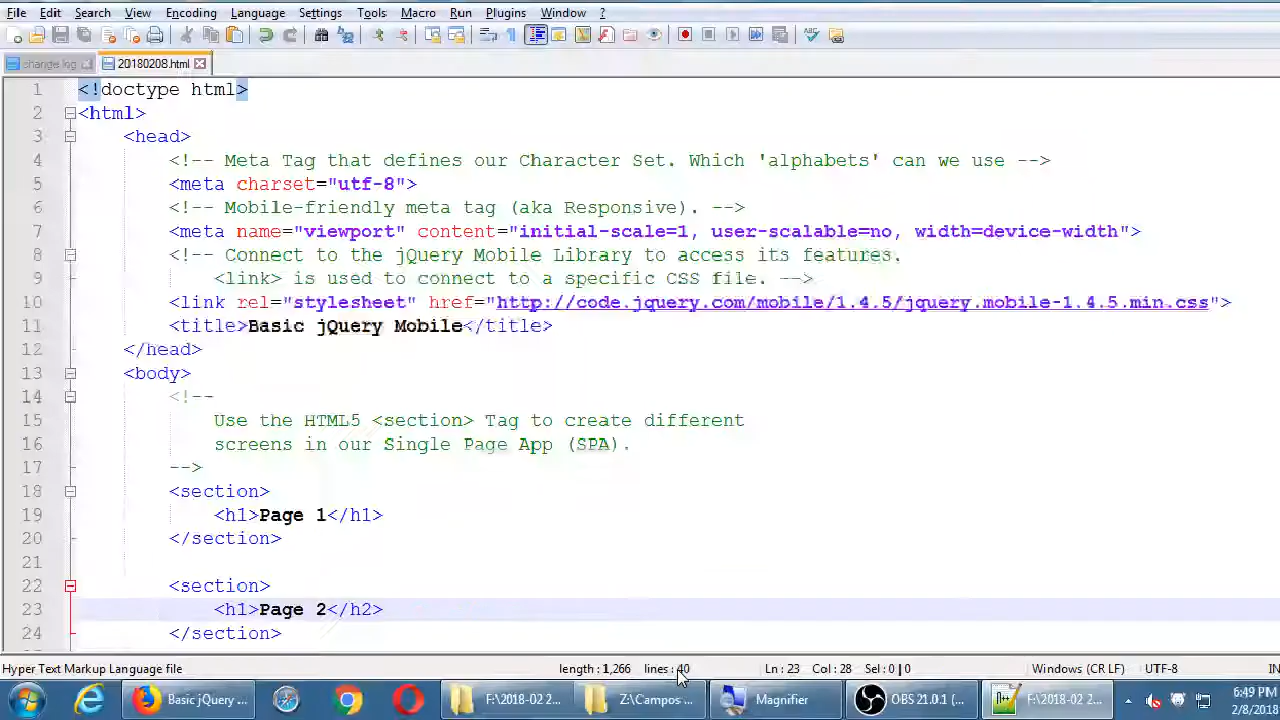 File Edit Search View Encoding Language Settings Tools Macro Run Plugins Window ?
change log 20180208.html
1 <!doctype html>
2 <html>
3 <head>
4 <!-- Meta Tag that defines our Character Set. Which 'alphabets' can we use -->
5 <meta charset="utf-8">
6 <!-- Mobile-friendly meta tag (aka Responsive). -->
7 <meta name="viewport" content="initial-scale=1, user-scalable=no, width=device-width">
8 <!-- Connect to the jQuery Mobile Library to access its features.
9 <link> is used to connect to a specific CSS file. -->
10 <link rel="stylesheet" href="http://code.jquery.com/mobile/1.4.5/jquery.mobile-1.4.5.min.css">
11 <title>Basic jQuery Mobile</title>
12 </head>
13 <body>
14 <!--
15 Use the HTML5 <section> Tag to create different
16 screens in our Single Page App (SPA).
17 -->
18 <section>
19 <h1>Page 1</h1>
20 </section>
21
22 <section>
23 <h1>Page 2</h2>
24 </section>
Hyper Text Markup Language file length : 1,266 lines : 40 Ln : 23 Col : 28 Sel : 0 | 0 Windows (CR LF) UTF-8 IN
Basic jQuery ... F:\2018-02 2... Z:\Campos ... Magnifier OBS 21.0.1 (... F:\2018-02 2... 6:49 PM
2/8/2018